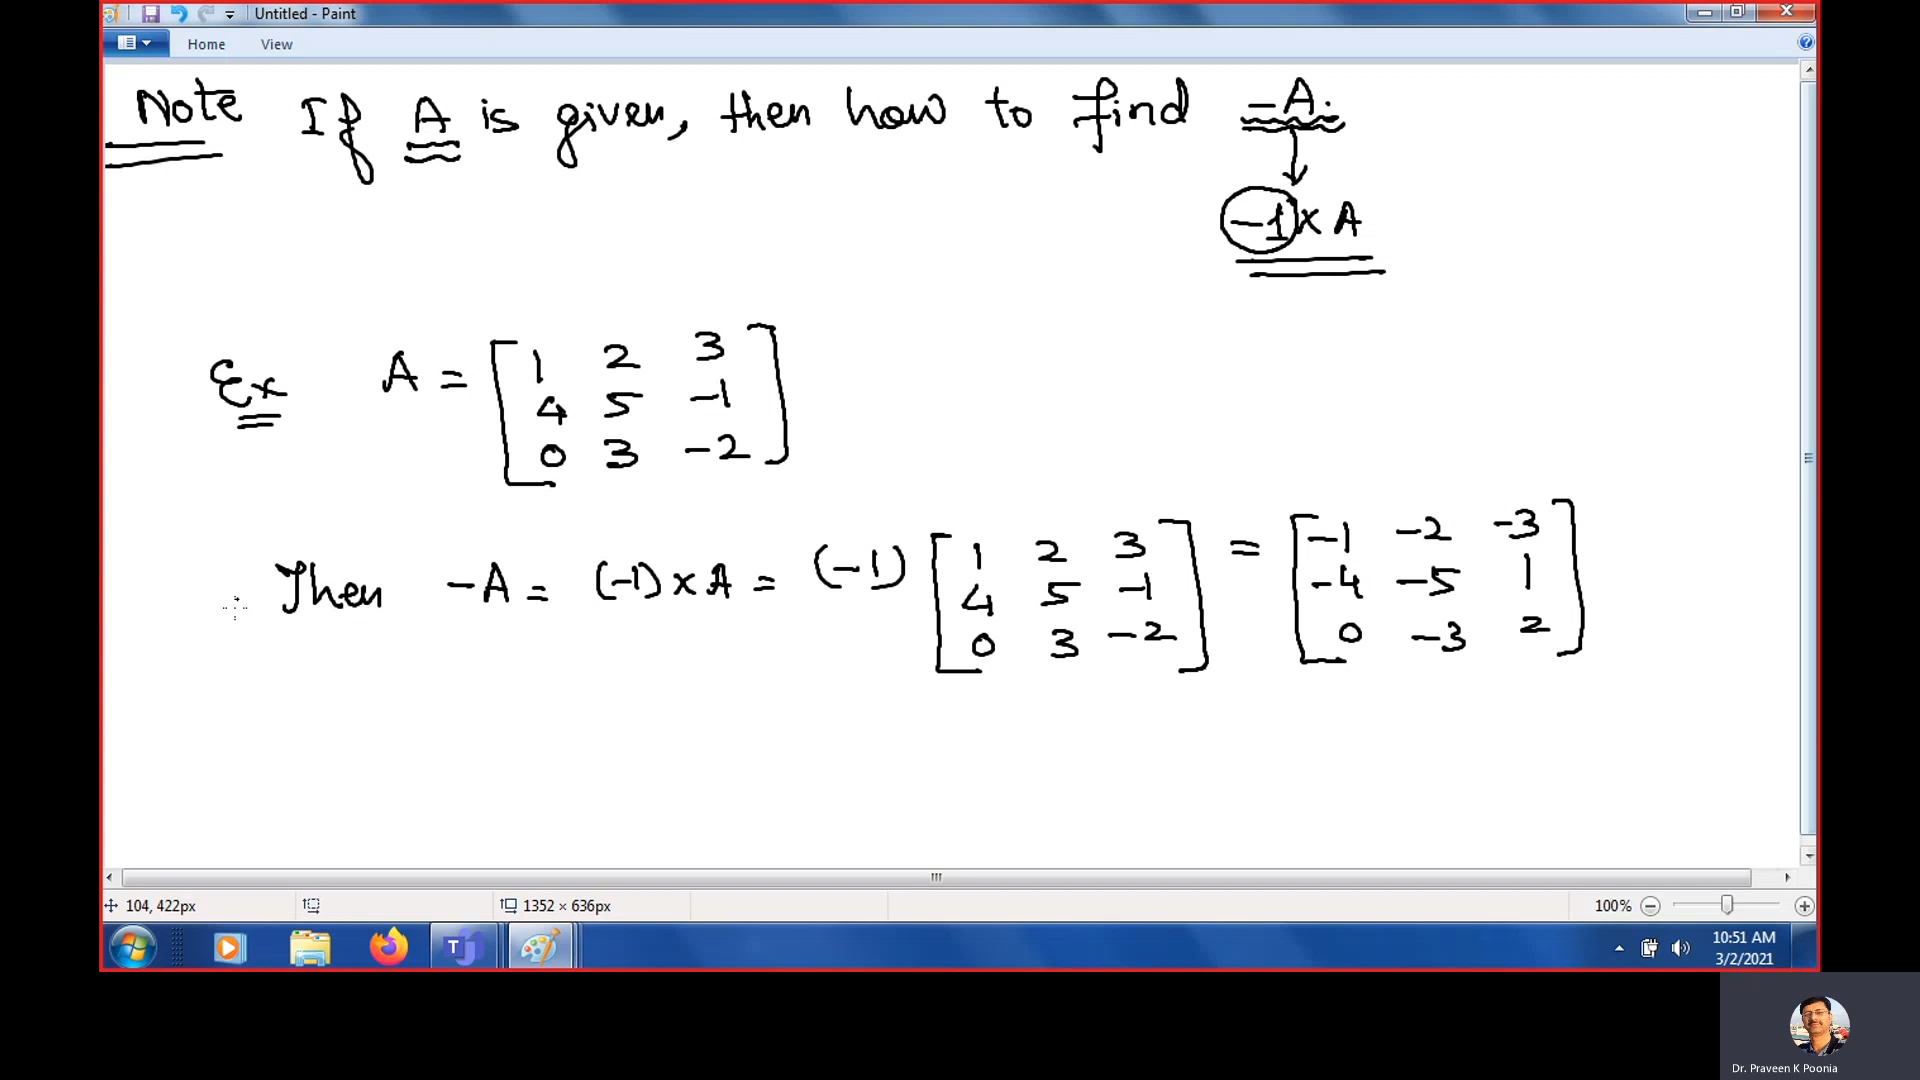 Untitled - Paint
Home View
Note If A is given, then how to find -A.
-1 x A
Ex A = [ 1 2 3
4 5 -1
0 3 -2 ]
Then -A = (-1) x A = (-1) [ 1 2 3
4 5 -1
0 3 -2 ] = [ -1 -2 -3
-4 -5 1
0 -3 2 ]
104, 422px 1352 × 636px 100%
10:51 AM
3/2/2021
Dr. Praveen K Poonia